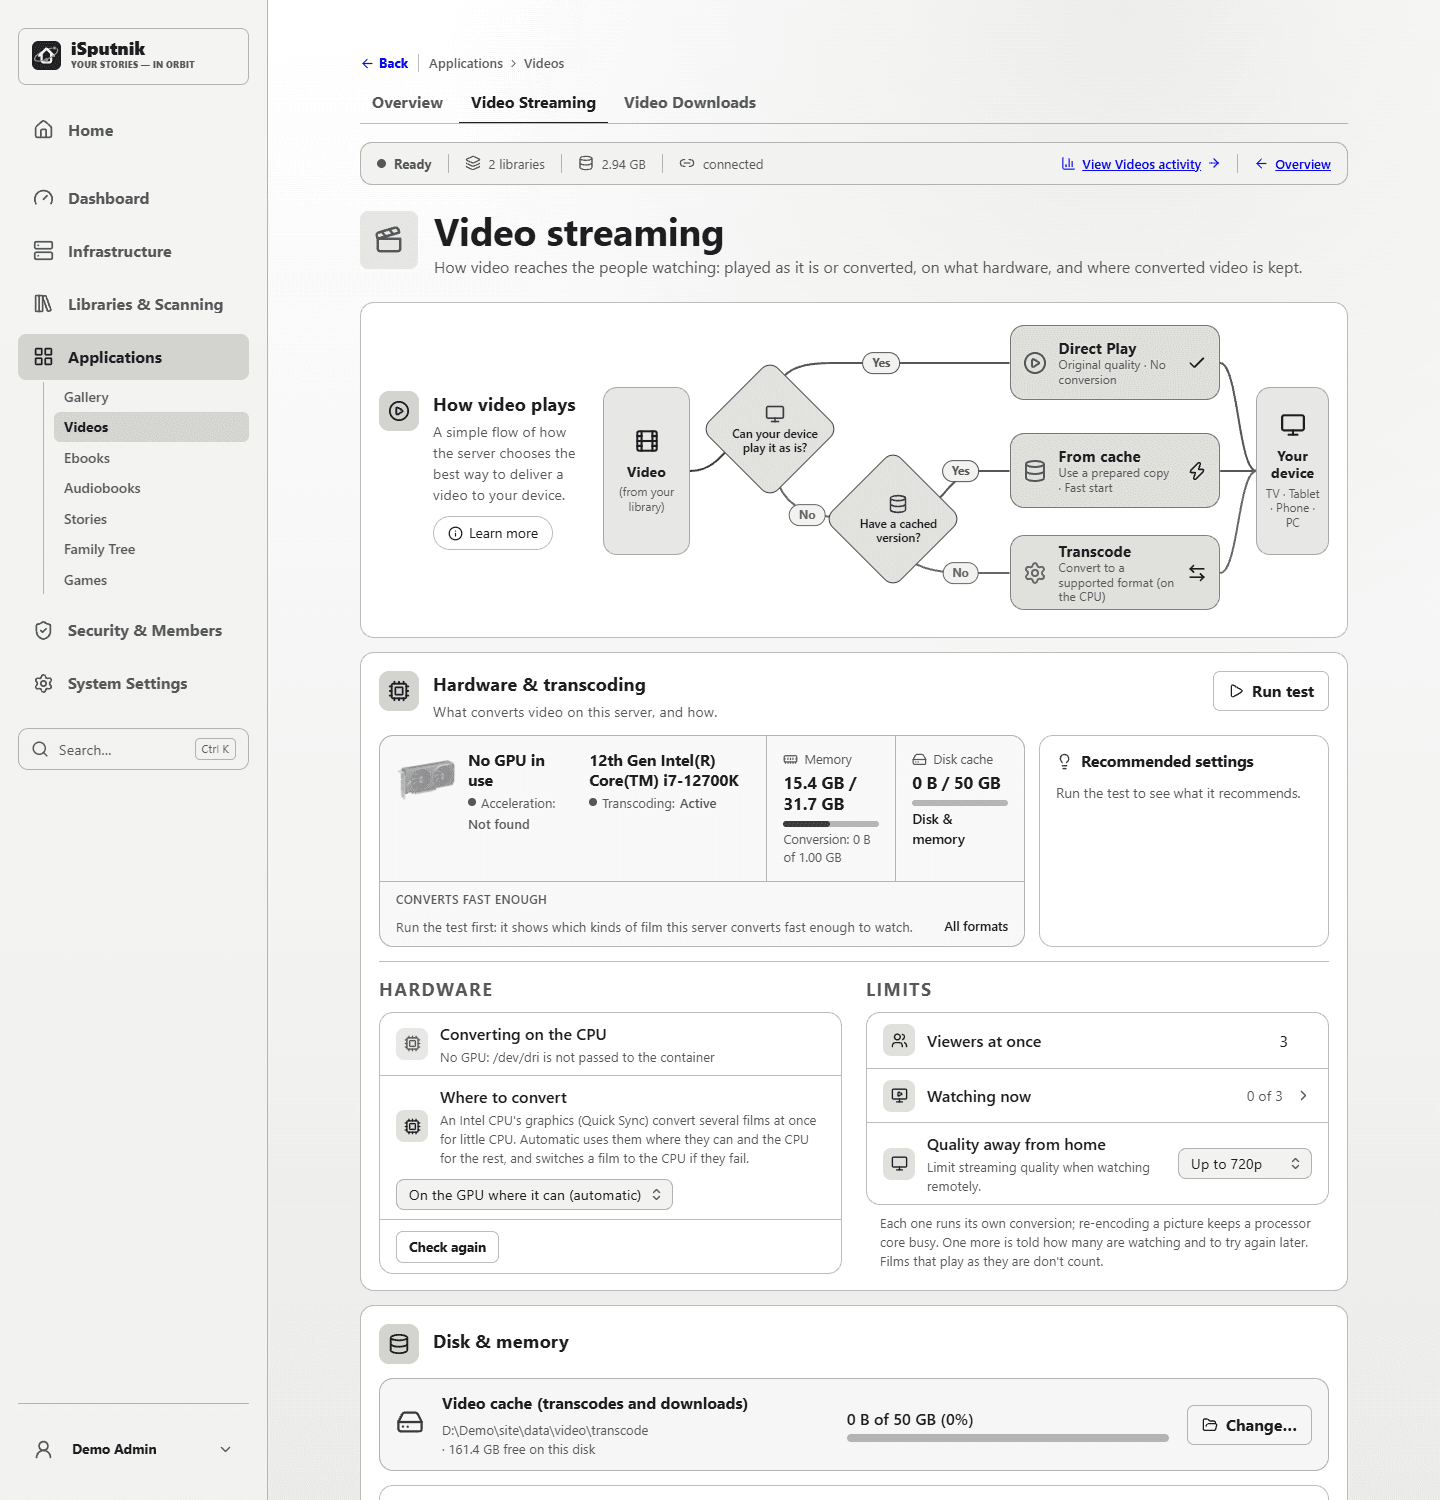 iSputnik
YOUR STORIES — IN ORBIT
Home
Dashboard
Infrastructure
Libraries & Scanning
Applications
Gallery
Videos
Ebooks
Audiobooks
Stories
Family Tree
Games
Security & Members
System Settings
Search...
Ctrl K
Demo Admin
Back
Applications › Videos
Overview
Video Streaming
Video Downloads
Ready
2 libraries
2.94 GB
connected
View Videos activity
Overview
Video streaming
How video reaches the people watching: played as it is or converted, on what hardware, and where converted video is kept.
How video plays
A simple flow of how
the server chooses the
best way to deliver a
video to your device.
Learn more
Video
(from your
library)
Can your device
play it as is?
Yes
No
Have a cached
version?
Yes
No
Direct Play
Original quality · No
conversion
From cache
Use a prepared copy
· Fast start
Transcode
Convert to a
supported format (on
the CPU)
Your
device
TV · Tablet
· Phone ·
PC
Hardware & transcoding
What converts video on this server, and how.
Run test
No GPU in
use
Acceleration:
Not found
12th Gen Intel(R)
Core(TM) i7-12700K
Transcoding: Active
Memory
15.4 GB /
31.7 GB
Conversion: 0 B
of 1.00 GB
Disk cache
0 B / 50 GB
Disk &
memory
CONVERTS FAST ENOUGH
Run the test first: it shows which kinds of film this server converts fast enough to watch.
All formats
Recommended settings
Run the test to see what it recommends.
HARDWARE
Converting on the CPU
No GPU: /dev/dri is not passed to the container
Where to convert
An Intel CPU's graphics (Quick Sync) convert several films at once
for little CPU. Automatic uses them where they can and the CPU
for the rest, and switches a film to the CPU if they fail.
On the GPU where it can (automatic)
Check again
LIMITS
Viewers at once
3
Watching now
0 of 3
Quality away from home
Limit streaming quality when watching
remotely.
Up to 720p
Each one runs its own conversion; re-encoding a picture keeps a processor
core busy. One more is told how many are watching and to try again later.
Films that play as they are don't count.
Disk & memory
Video cache (transcodes and downloads)
D:\Demo\site\data\video\transcode
· 161.4 GB free on this disk
0 B of 50 GB (0%)
Change...